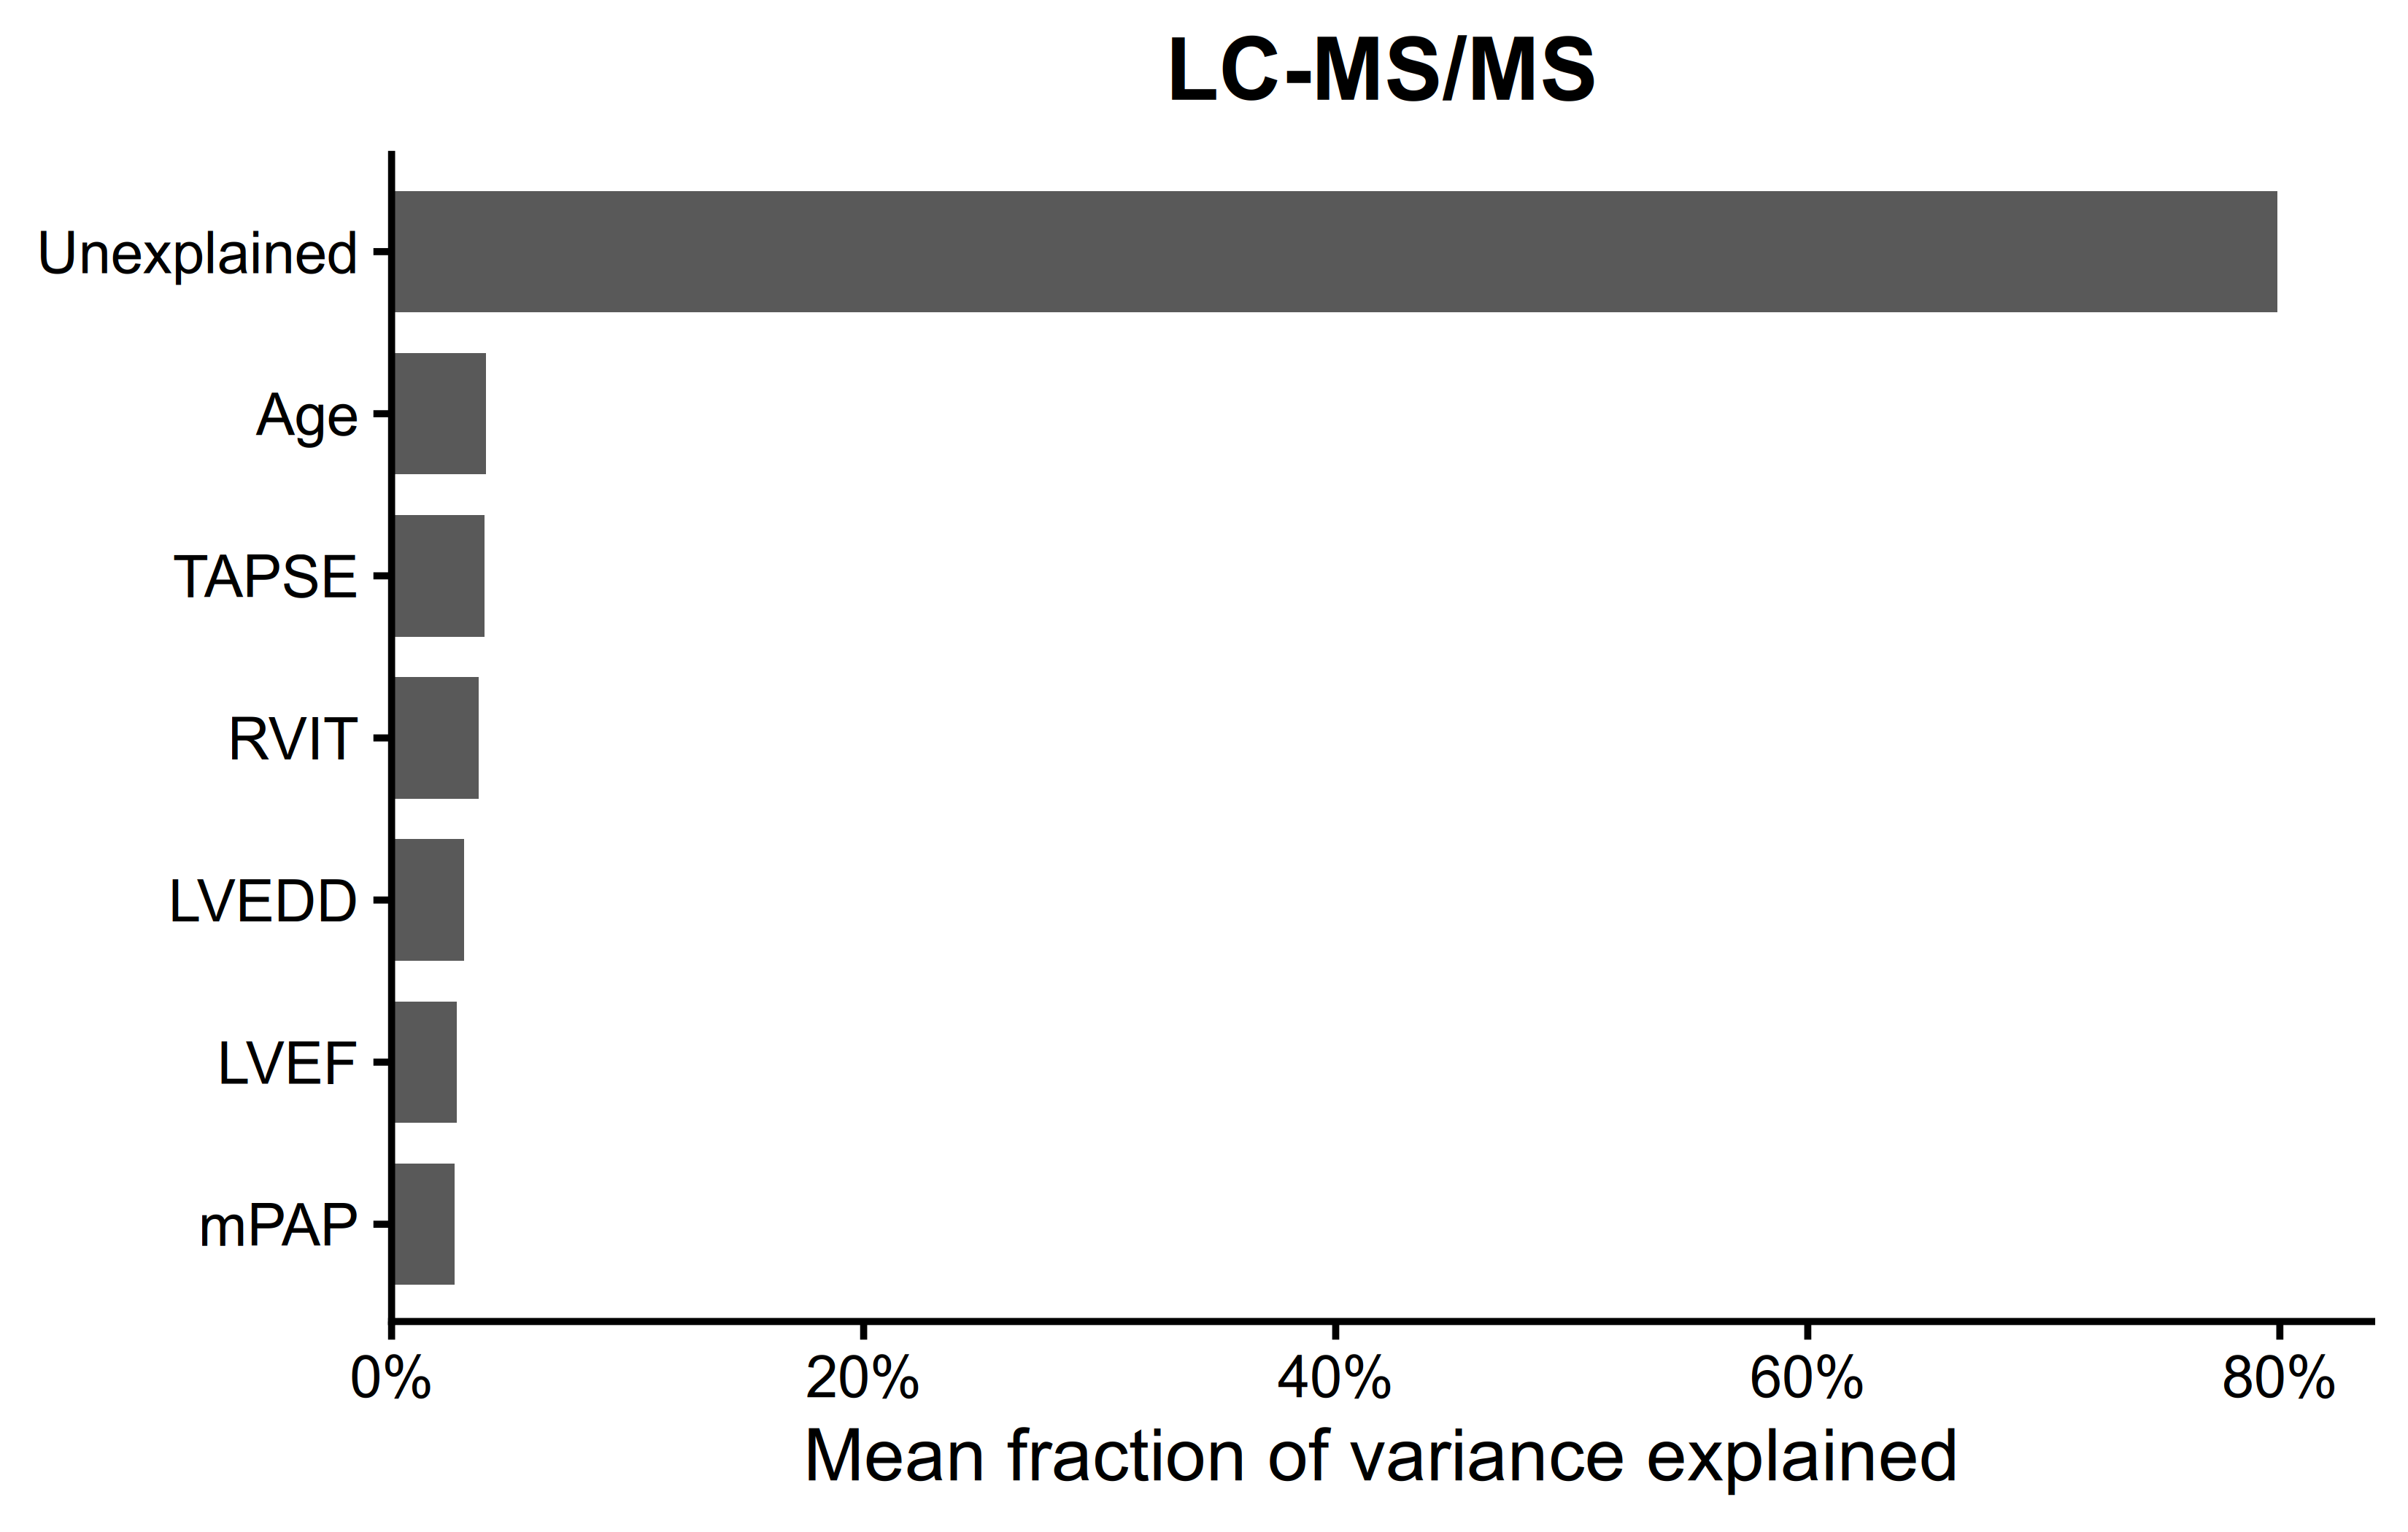 LC-MS/MS
Unexplained
Age
TAPSE
RVIT
LVEDD
LVEF
mPAP
0% 20% 40% 60% 80%
Mean fraction of variance explained